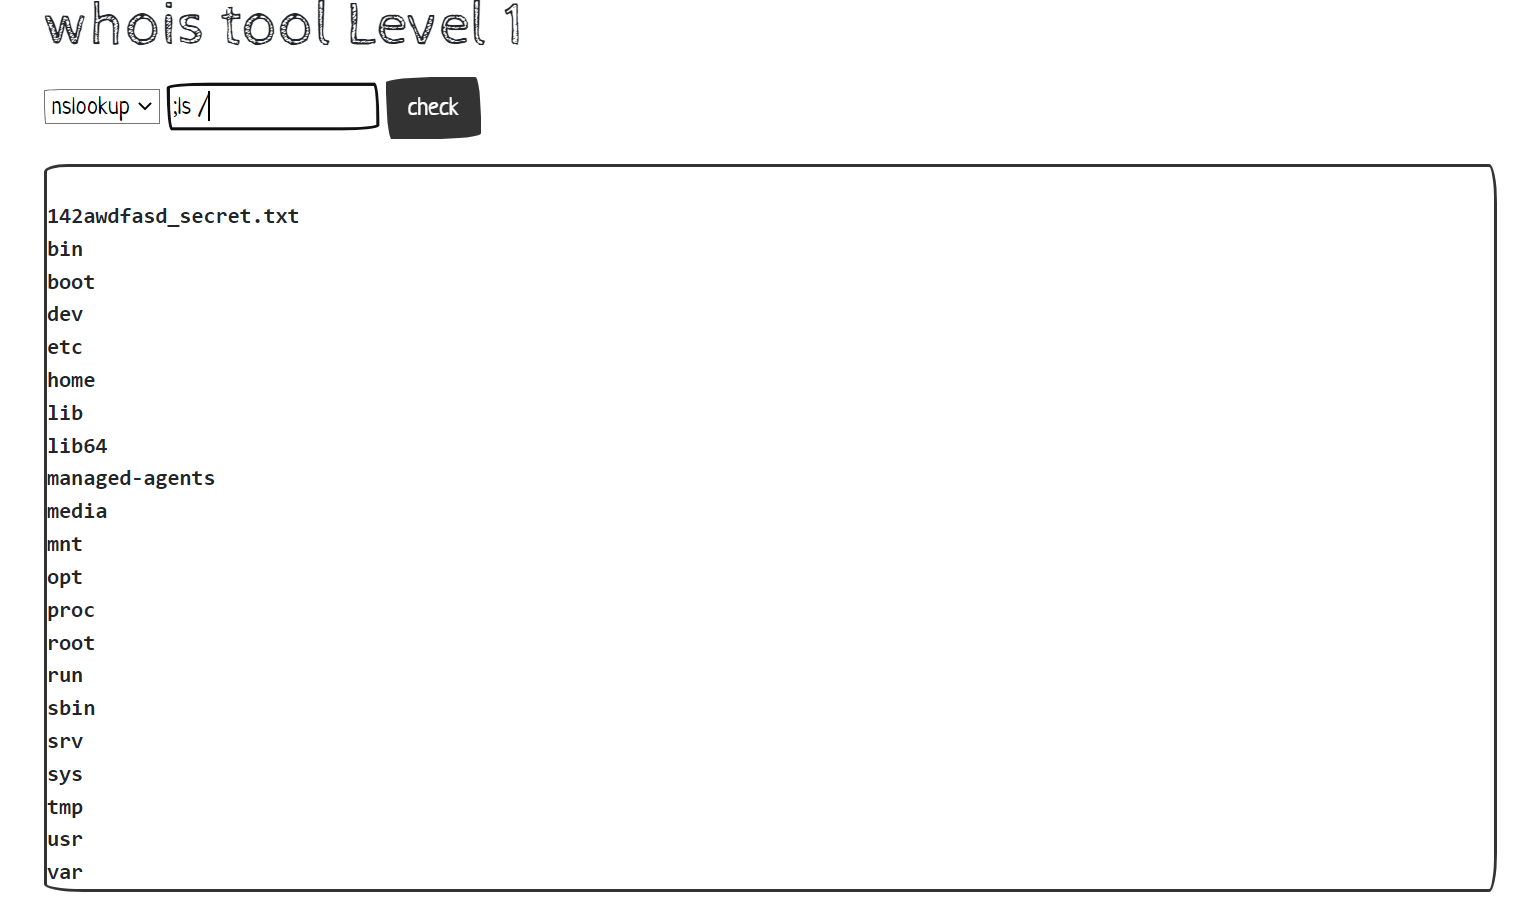 whois tool Level 1
nslookup ;ls / check
142awdfasd_secret.txt
bin
boot
dev
etc
home
lib
lib64
managed-agents
media
mnt
opt
proc
root
run
sbin
srv
sys
tmp
usr
var